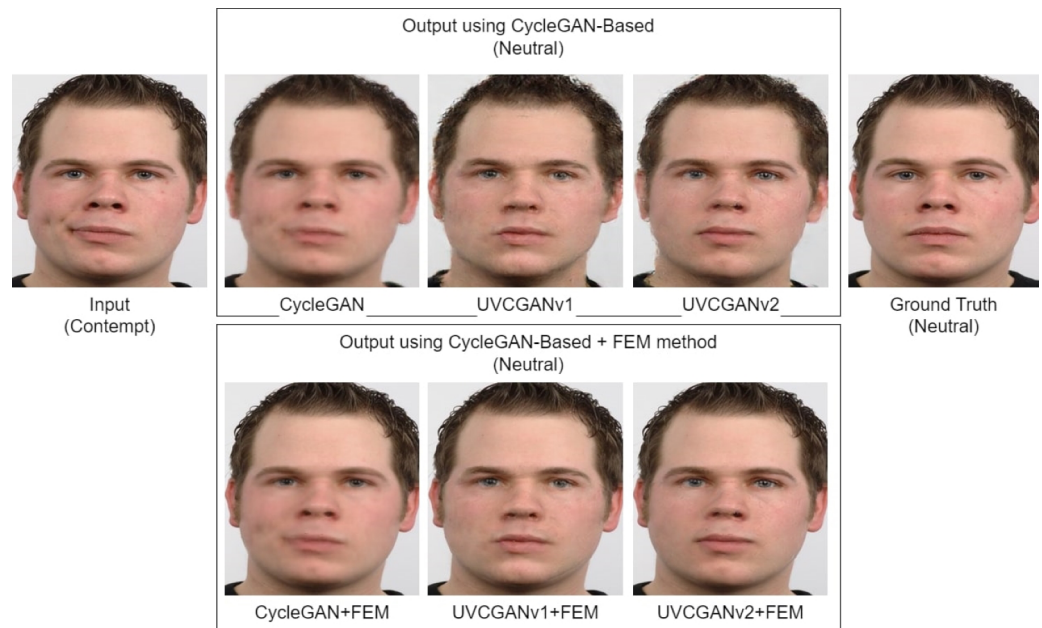 Output using CycleGAN-Based
(Neutral)
Input
(Contempt)
CycleGAN
UVCGANv1
UVCGANv2
Ground Truth
(Neutral)
Output using CycleGAN-Based + FEM method
(Neutral)
CycleGAN+FEM
UVCGANv1+FEM
UVCGANv2+FEM